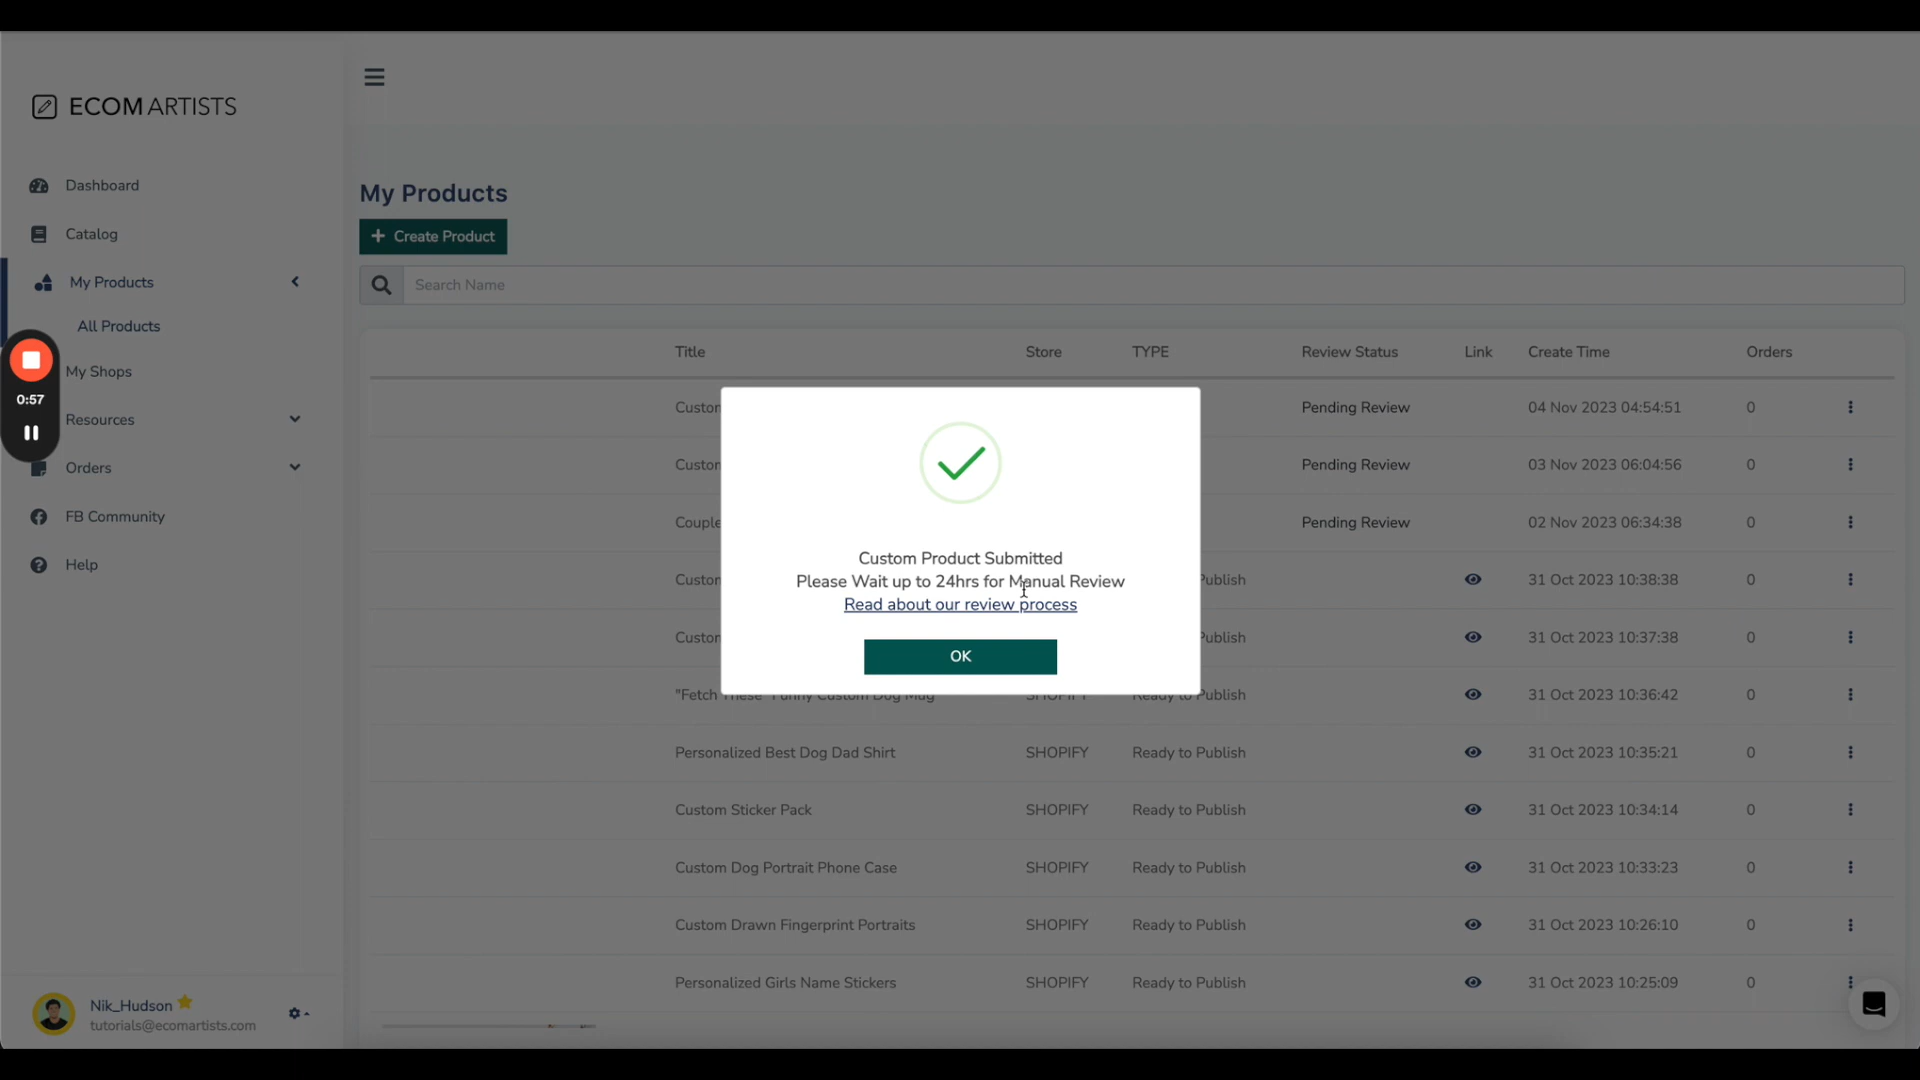 ECOM ARTISTS
Dashboard
Catalog
My Products
All Products
0:57
My Shops
Resources
Orders
FB Community
Help
Nik_Hudson
tutorials@ecomartists.com
My Products
+ Create Product
Search Name
Title Store TYPE Review Status Link Create Time Orders
Pending Review 04 Nov 2023 04:54:51 0
Pending Review 03 Nov 2023 06:04:56 0
Pending Review 02 Nov 2023 06:34:38 0
31 Oct 2023 10:38:38 0
31 Oct 2023 10:37:38 0
"Fetch These" Funny Custom Dog Mug SHOPIFY Ready to Publish 31 Oct 2023 10:36:42 0
Personalized Best Dog Dad Shirt SHOPIFY Ready to Publish 31 Oct 2023 10:35:21 0
Custom Sticker Pack SHOPIFY Ready to Publish 31 Oct 2023 10:34:14 0
Custom Dog Portrait Phone Case SHOPIFY Ready to Publish 31 Oct 2023 10:33:23 0
Custom Drawn Fingerprint Portraits SHOPIFY Ready to Publish 31 Oct 2023 10:26:10 0
Personalized Girls Name Stickers SHOPIFY Ready to Publish 31 Oct 2023 10:25:09 0
Custom Product Submitted
Please Wait up to 24hrs for Manual Review
Read about our review process
OK